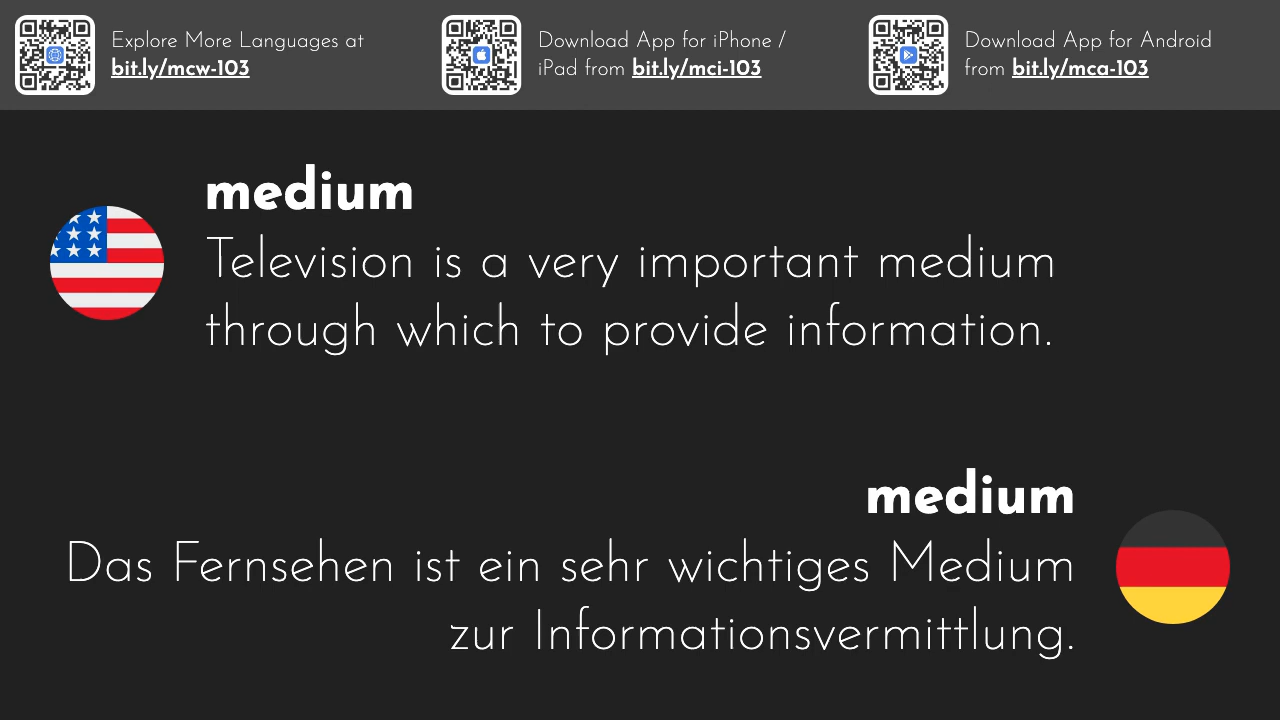 Explore More Languages at
bit.ly/mcw-103
Download App for iPhone /
iPad from bit.ly/mci-103
Download App for Android
from bit.ly/mca-103
medium
Television is a very important medium
through which to provide information.
medium
Das Fernsehen ist ein sehr wichtiges Medium
zur Informationsvermittlung.